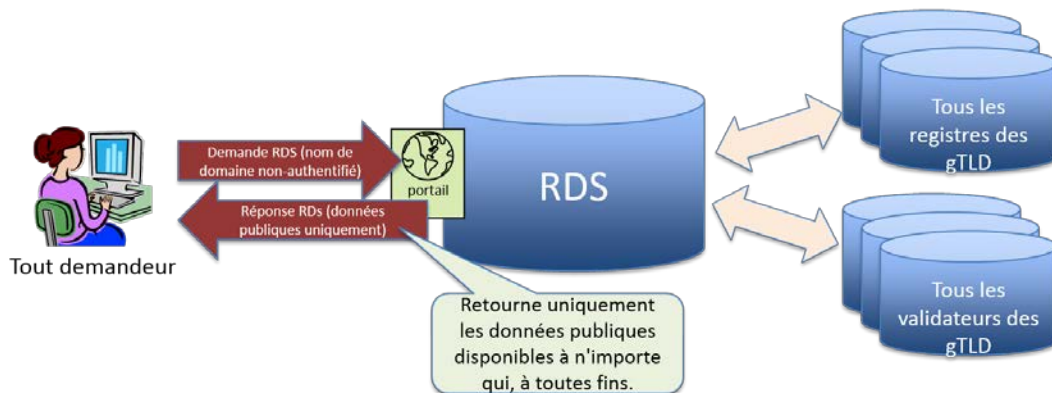 Tout demandeur
Demande RDS (nom de
domaine non-authentifié)
Réponse RDs (données
publiques uniquement)
portail
RDS
Retourne uniquement
les données publiques
disponibles à n'importe
qui, à toutes fins.
Tous les
registres des
gTLD
Tous les
validateurs des
gTLD